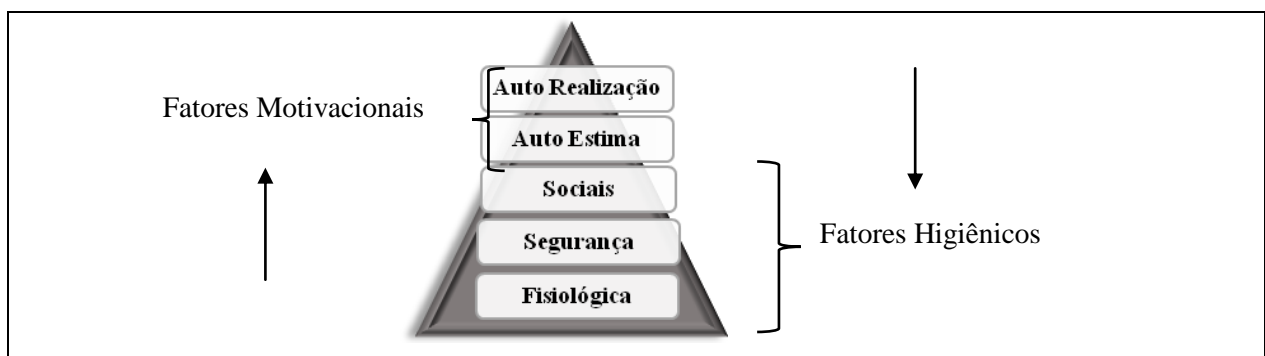 Auto Realização
Fatores Motivacionais
Auto Estima
Sociais
Segurança
Fatores Higiênicos
Fisiológica